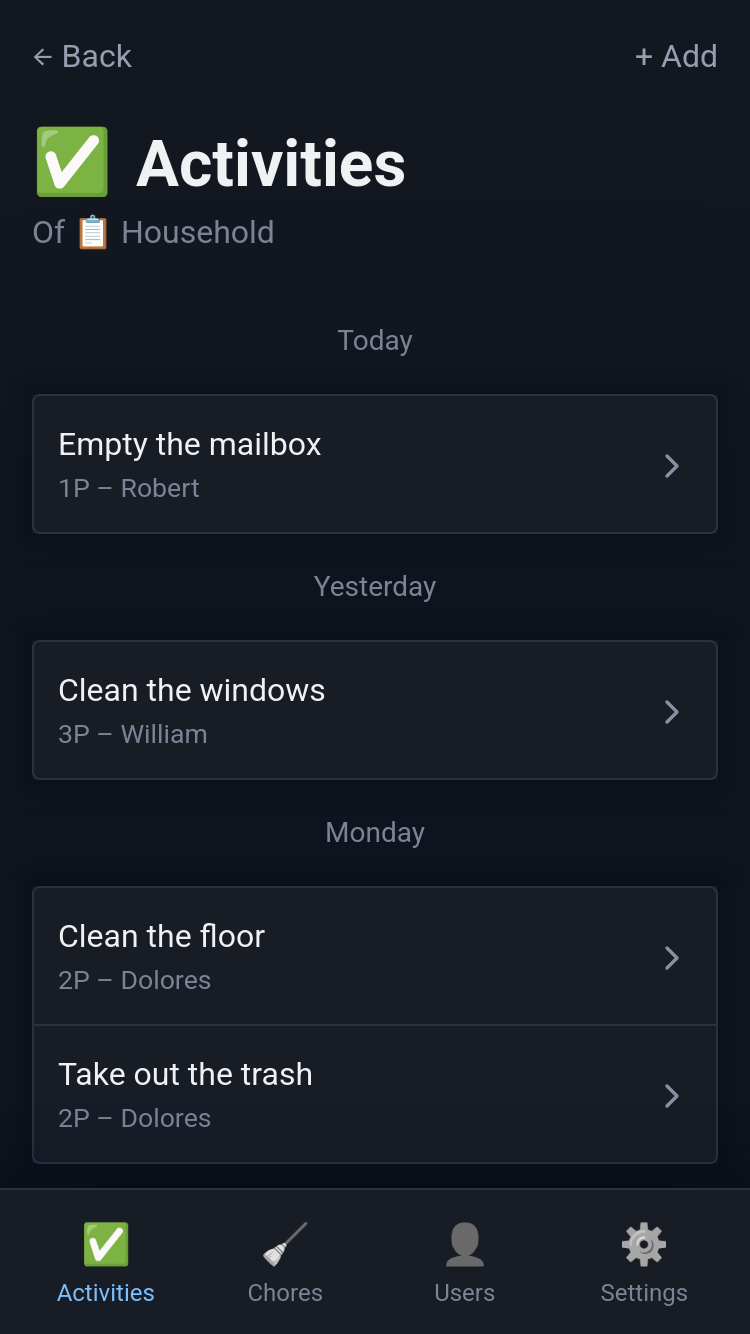 ← Back
+ Add
✅ Activities
Of 📋 Household
Today
Empty the mailbox
1P – Robert
Yesterday
Clean the windows
3P – William
Monday
Clean the floor
2P – Dolores
Take out the trash
2P – Dolores
Activities
Chores
Users
Settings